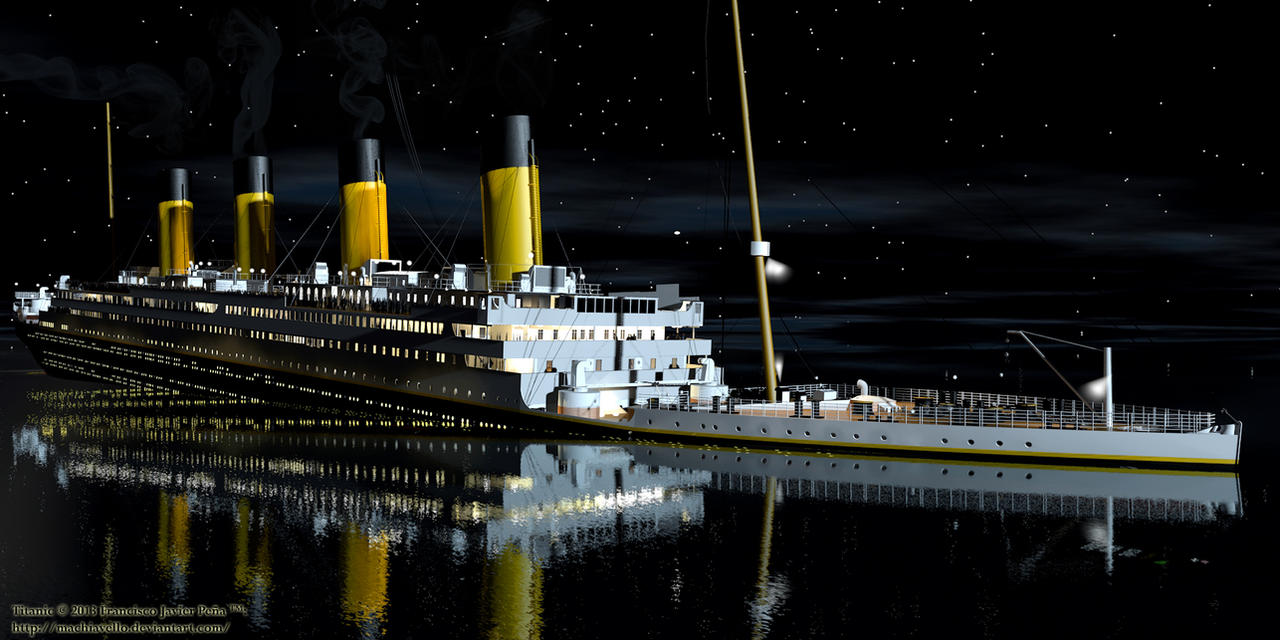 Titanic © 2013 Francisco Javier Peña ™.
http://machiavello.deviantart.com/